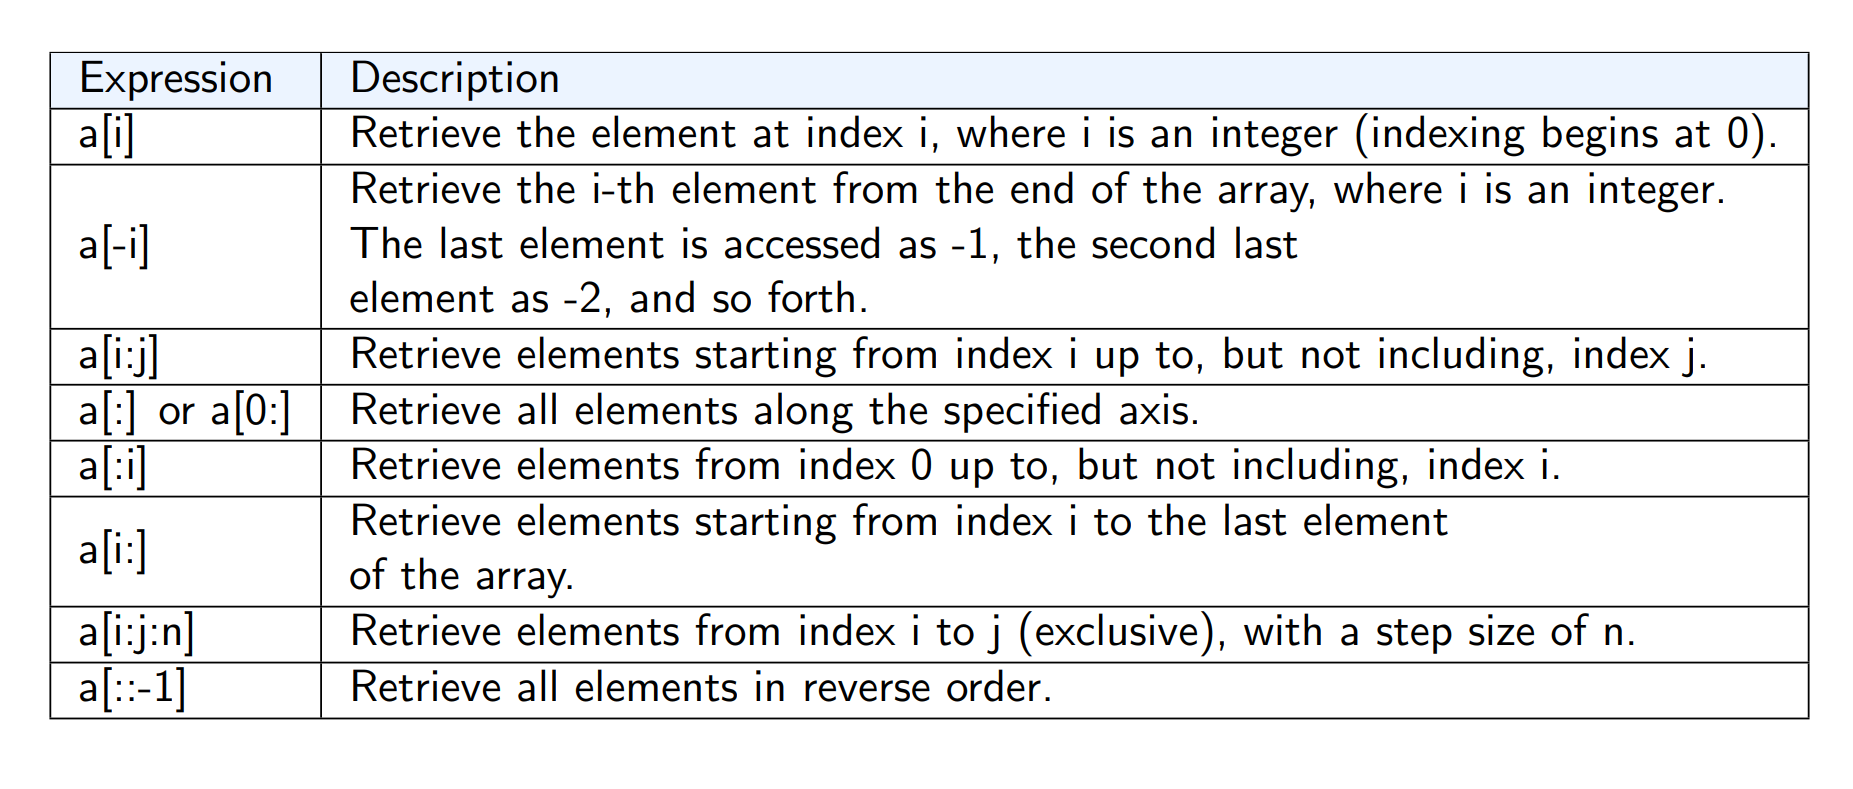 Expression Description
a[i] Retrieve the element at index i, where i is an integer (indexing begins at 0).
Retrieve the i-th element from the end of the array, where i is an integer.
a[-i] The last element is accessed as -1, the second last
element as -2, and so forth.
a[i:j] Retrieve elements starting from index i up to, but not including, index j.
a[:] or a[0:] Retrieve all elements along the specified axis.
a[:i] Retrieve elements from index 0 up to, but not including, index i.
a[i:] Retrieve elements starting from index i to the last element
of the array.
a[i:j:n] Retrieve elements from index i to j (exclusive), with a step size of n.
a[::-1] Retrieve all elements in reverse order.